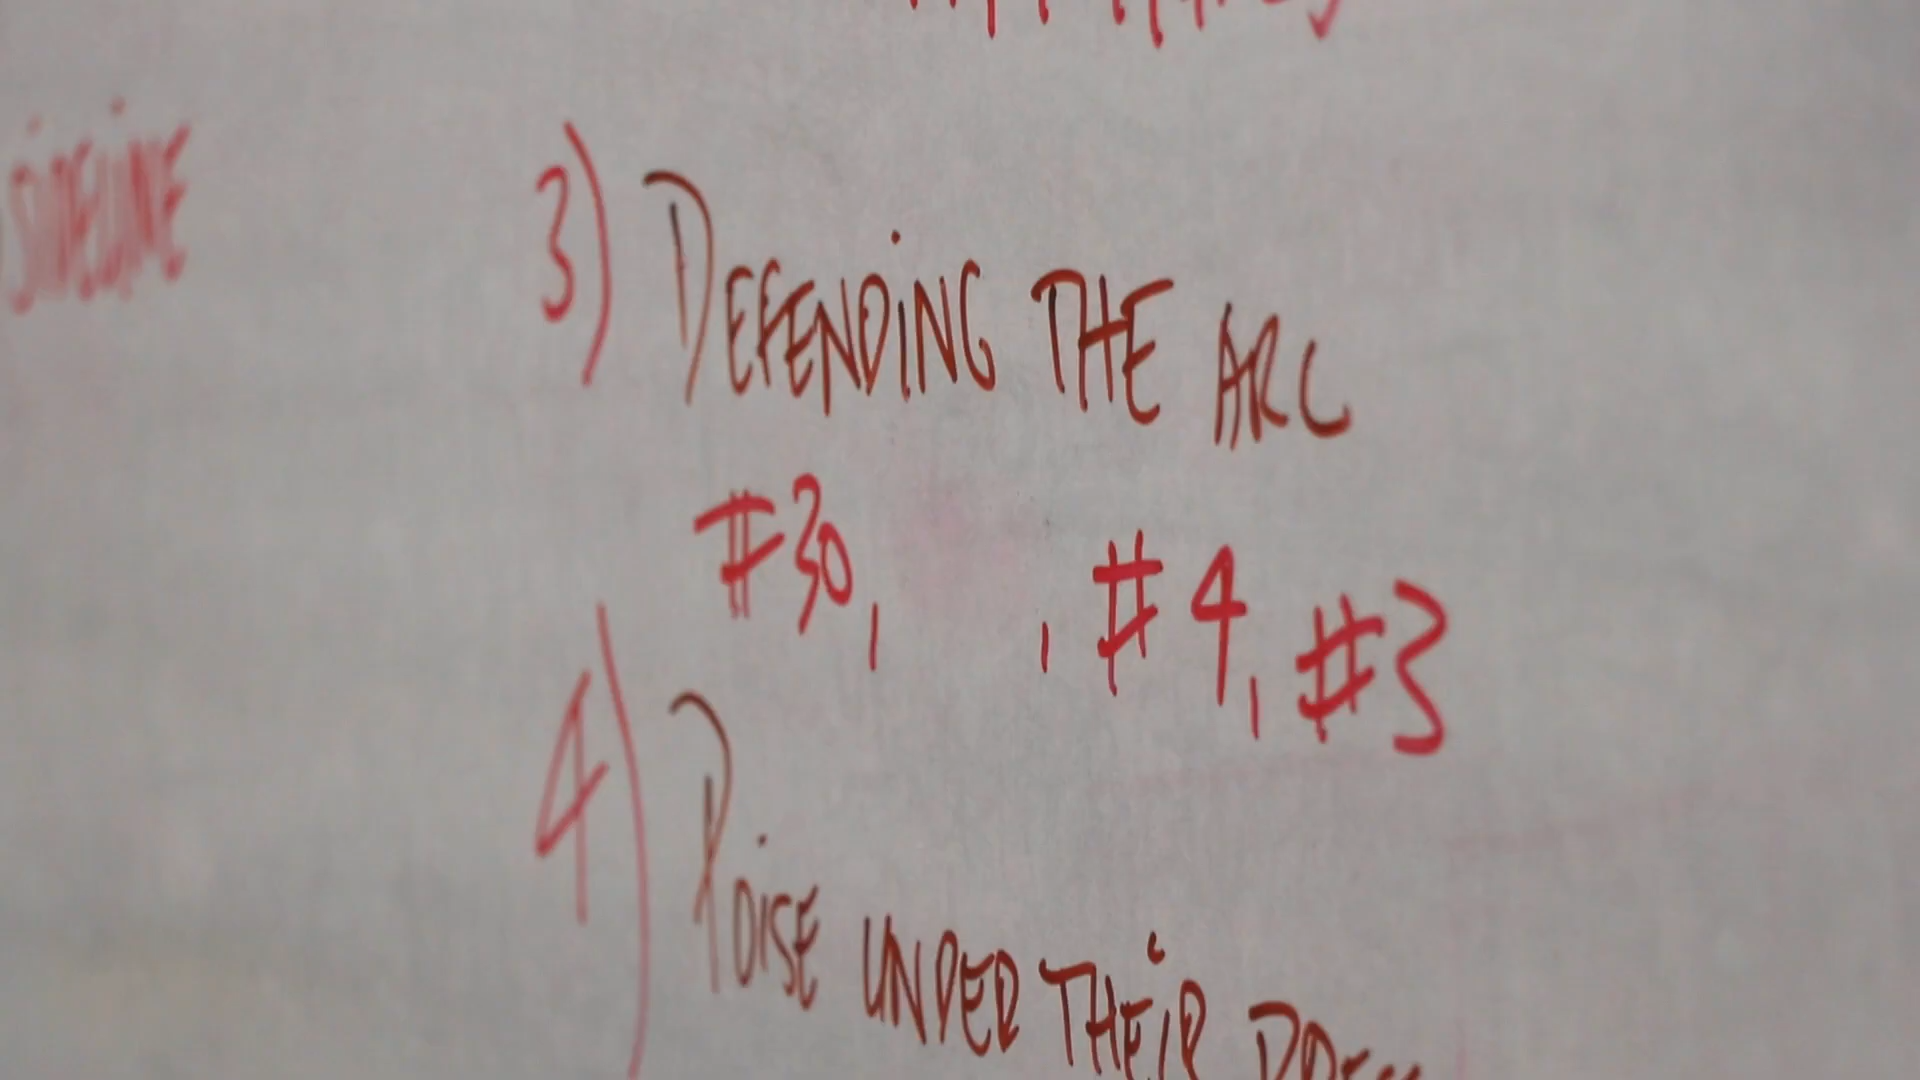 SIDELINE
3) DEFENDING THE ARC
#30, , #4, #3
4) POISE UNDER THEIR